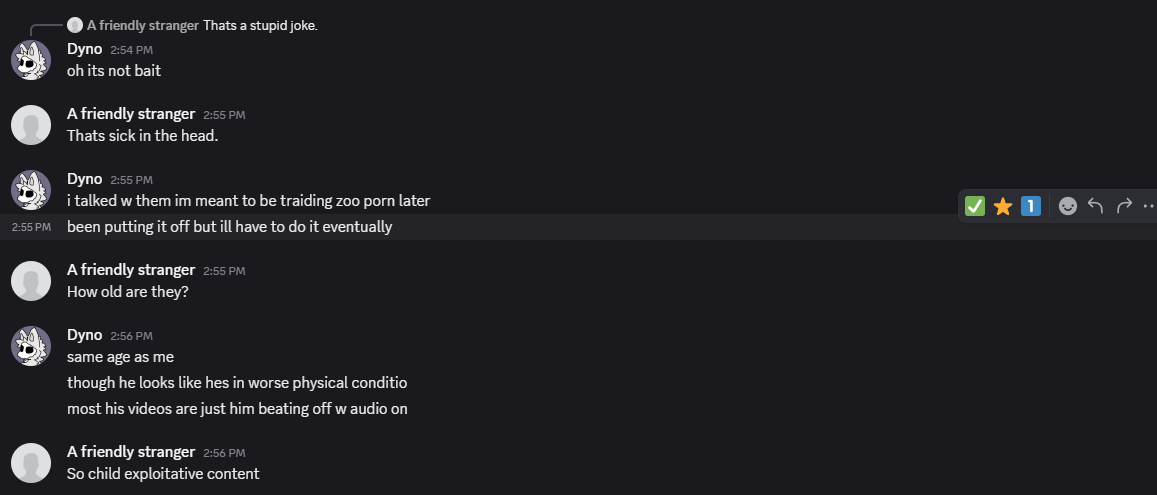 A friendly stranger Thats a stupid joke.
Dyno 2:54 PM
oh its not bait
A friendly stranger 2:55 PM
Thats sick in the head.
Dyno 2:55 PM
i talked w them im meant to be traiding zoo porn later
2:55 PM been putting it off but ill have to do it eventually
A friendly stranger 2:55 PM
How old are they?
Dyno 2:56 PM
same age as me
though he looks like hes in worse physical conditio
most his videos are just him beating off w audio on
A friendly stranger 2:56 PM
So child exploitative content